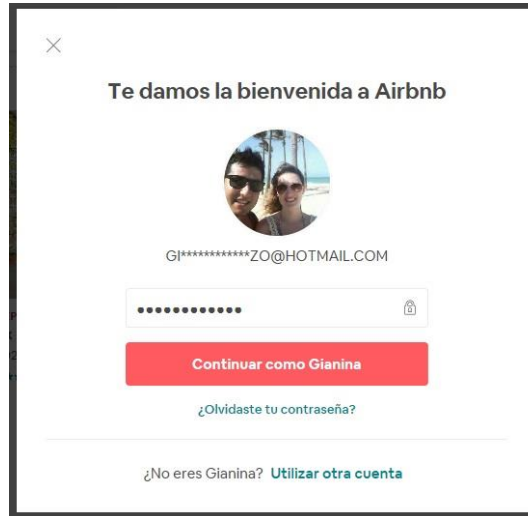 Te damos la bienvenida a Airbnb
GI************ZO@HOTMAIL.COM
••••••••••••
Continuar como Gianina
¿Olvidaste tu contraseña?
¿No eres Gianina? Utilizar otra cuenta